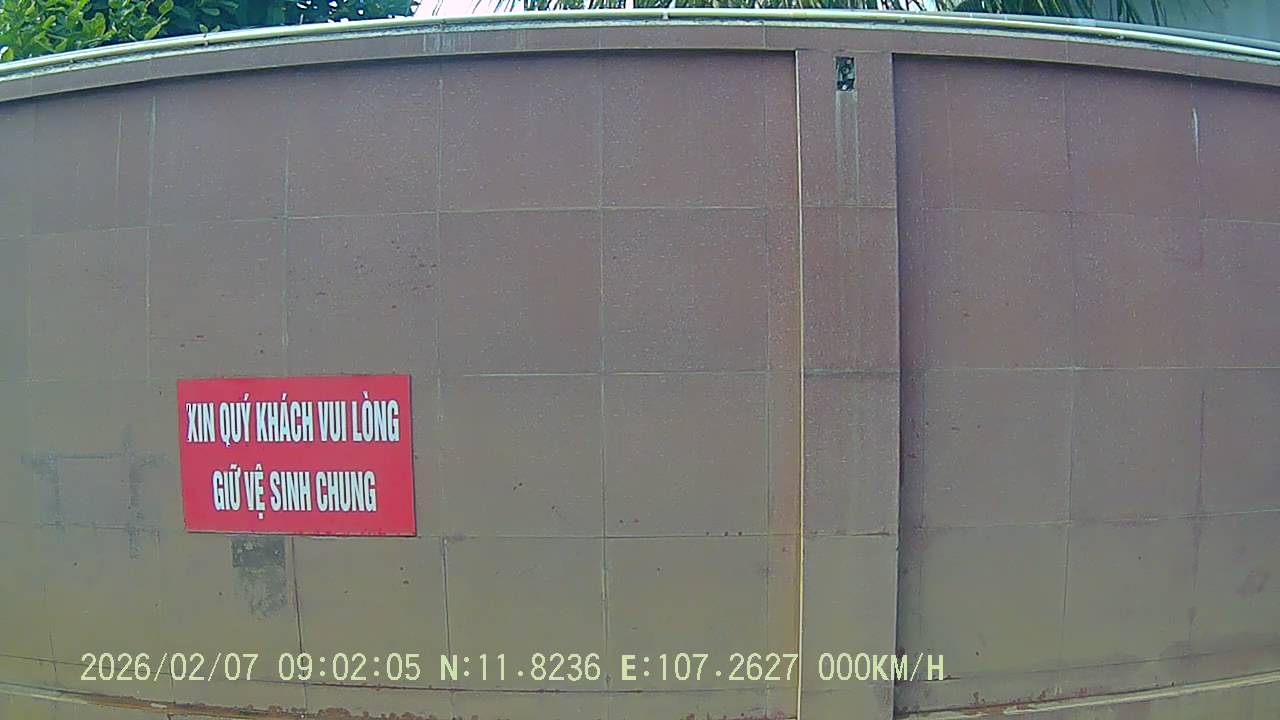 XIN QUÝ KHÁCH VUI LÒNG
GIỮ VỆ SINH CHUNG
2026/02/07 09:02:05 N:11.8236 E:107.2627 000KM/H